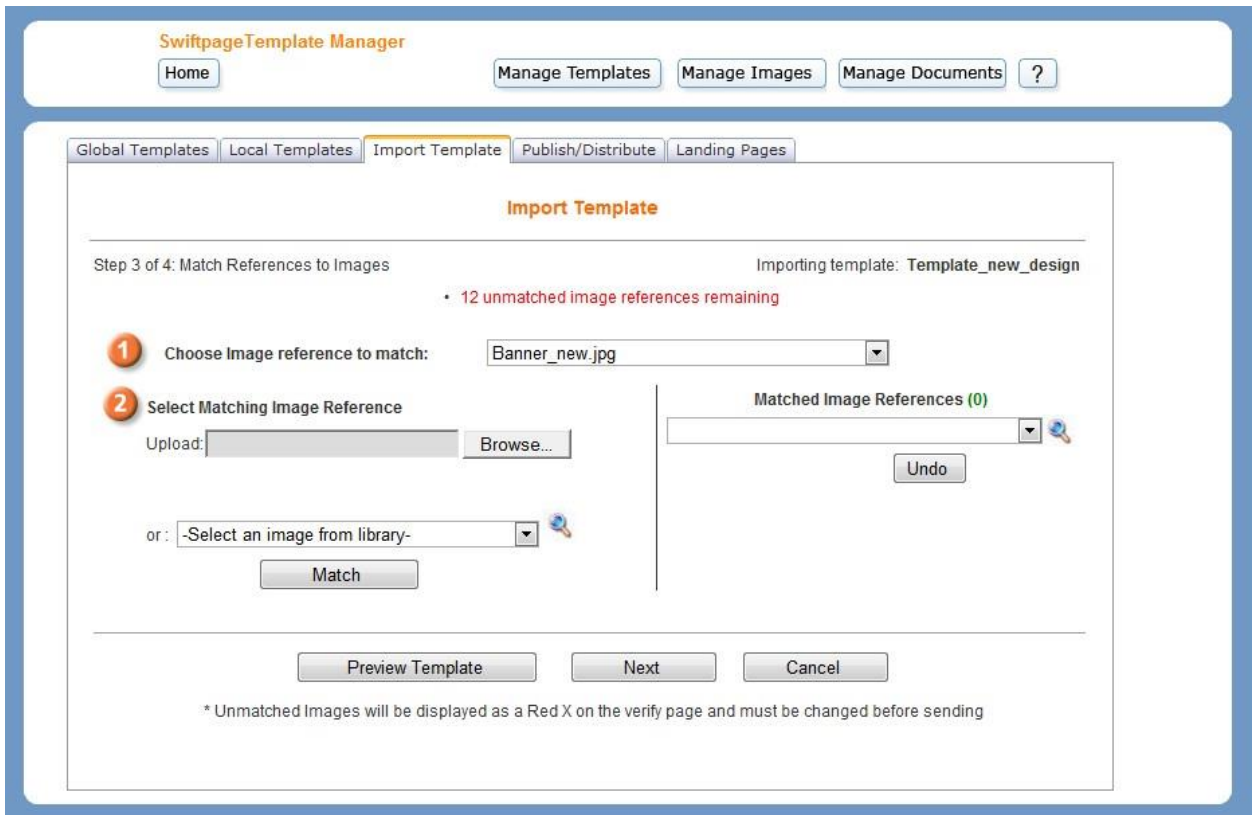 SwiftpageTemplate Manager
Home Manage Templates Manage Images Manage Documents ?
Global Templates Local Templates Import Template Publish/Distribute Landing Pages
Import Template
Step 3 of 4: Match References to Images Importing template: Template_new_design
• 12 unmatched image references remaining
1 Choose Image reference to match: Banner_new.jpg
2 Select Matching Image Reference
Upload: Browse...
or : -Select an image from library-
Match
Matched Image References (0)
Undo
Preview Template Next Cancel
* Unmatched Images will be displayed as a Red X on the verify page and must be changed before sending